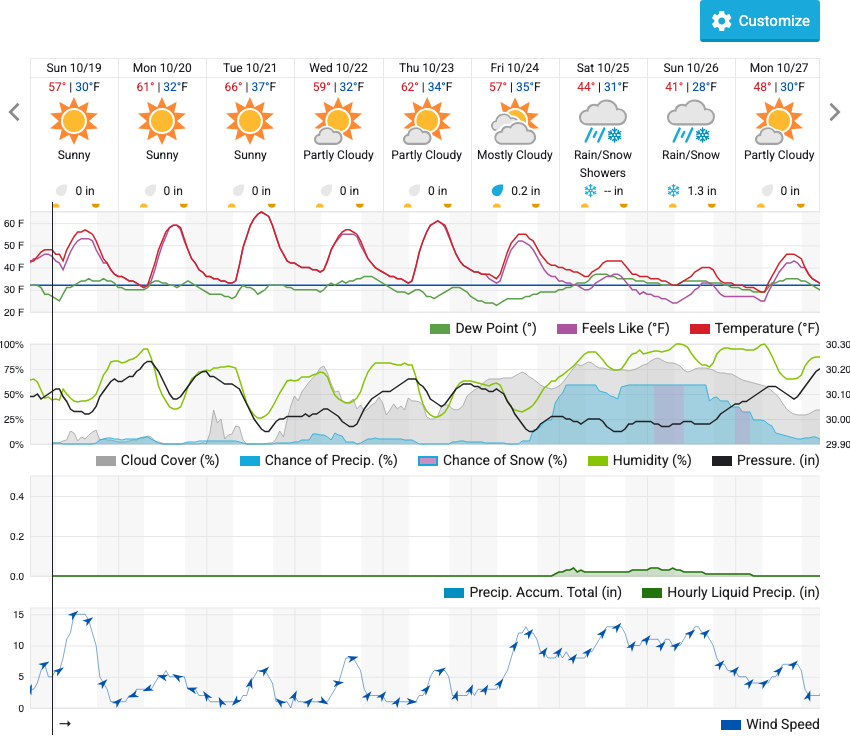 Customize
Sun 10/19 Mon 10/20 Tue 10/21 Wed 10/22 Thu 10/23 Fri 10/24 Sat 10/25 Sun 10/26 Mon 10/27
57° | 30°F 61° | 32°F 66° | 37°F 59° | 32°F 62° | 34°F 57° | 35°F 44° | 31°F 41° | 28°F 48° | 30°F
Sunny Sunny Sunny Partly Cloudy Partly Cloudy Mostly Cloudy Rain/Snow Showers Rain/Snow Partly Cloudy
0 in 0 in 0 in 0 in 0 in 0.2 in -- in 1.3 in 0 in
60 F
50 F
40 F
30 F
20 F
Dew Point (°) Feels Like (°F) Temperature (°F)
100% 30.30
75% 30.20
50% 30.10
25% 30.00
0% 29.90
Cloud Cover (%) Chance of Precip. (%) Chance of Snow (%) Humidity (%) Pressure. (in)
0.4
0.2
0.0
Precip. Accum. Total (in) Hourly Liquid Precip. (in)
15
10
5
0
→
Wind Speed